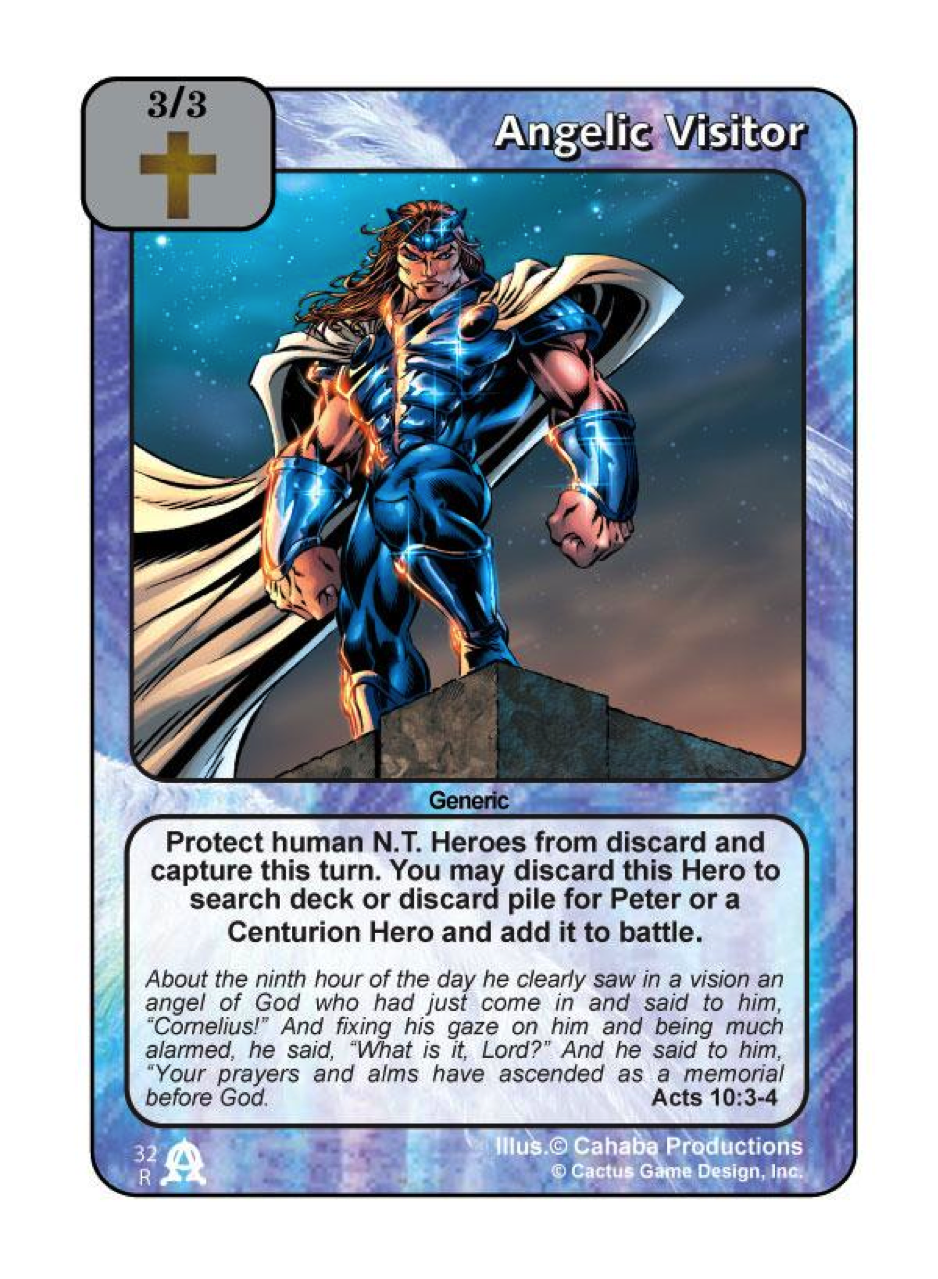 3/3
Angelic Visitor
Generic
Protect human N.T. Heroes from discard and
capture this turn. You may discard this Hero to
search deck or discard pile for Peter or a
Centurion Hero and add it to battle.
About the ninth hour of the day he clearly saw in a vision an
angel of God who had just come in and said to him,
“Cornelius!” And fixing his gaze on him and being much
alarmed, he said, “What is it, Lord?” And he said to him,
“Your prayers and alms have ascended as a memorial
before God. Acts 10:3-4
32
R
Illus.© Cahaba Productions
© Cactus Game Design, Inc.